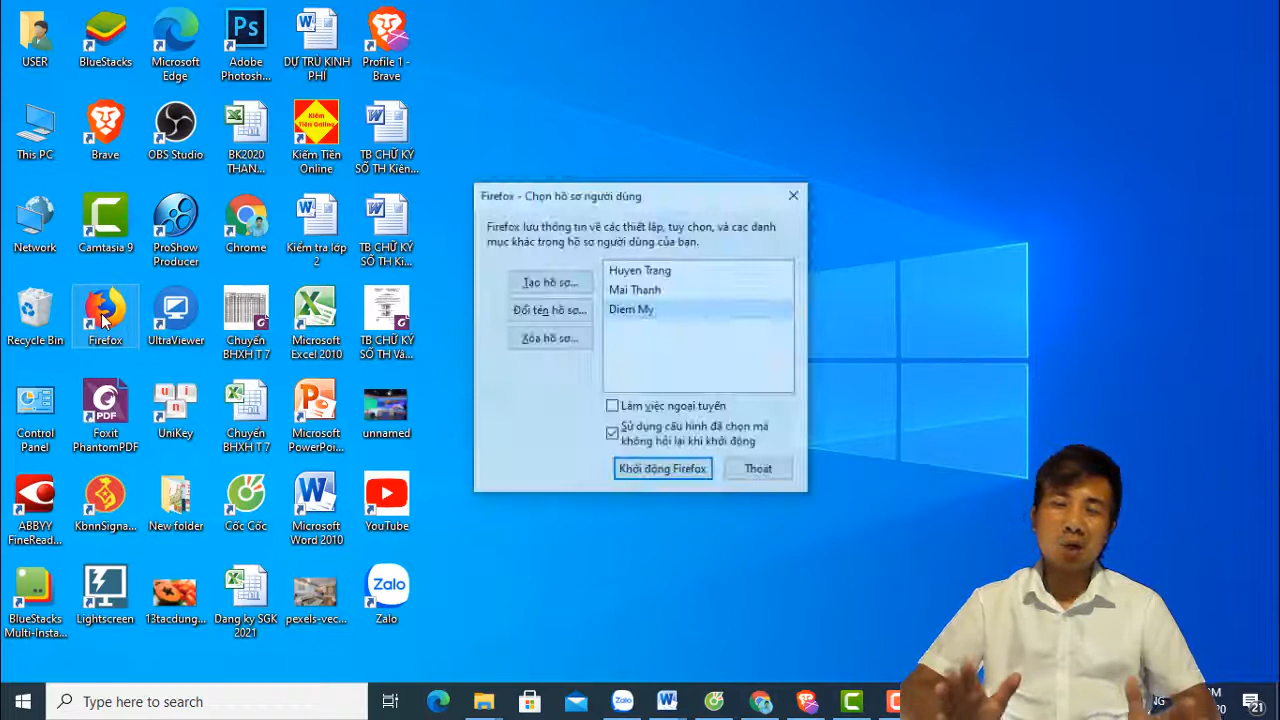 USER
BlueStacks
Microsoft
Edge
Ps
Adobe
Photosh...
DỰ TRÙ KINH
PHÍ
Profile 1 -
Brave
This PC
Brave
OBS Studio
BK2020
THAN...
Kiếm
Tiền Online
Kiếm Tiền
Online
TB CHỮ KÝ
SỐ TH Kiên...
Network
Camtasia 9
ProShow
Producer
Chrome
Kiểm tra lớp
2
TB CHỮ KÝ
SỐ TH Ki...
Recycle Bin
Firefox
UltraViewer
Chuyển
BHXH T 7
Microsoft
Excel 2010
TB CHỮ KÝ
SỐ TH Vâ...
Control
Panel
PDF
Foxit
PhantomPDF
UniKey
Chuyển
BHXH T 7
Microsoft
PowerPoi...
unnamed
ABBYY
FineRead...
KbnnSigna...
New folder
Cốc Cốc
Microsoft
Word 2010
YouTube
BlueStacks
Multi-Insta...
Lightscreen
13tacdung...
Dang ky SGK
2021
pexels-vec...
Zalo
Zalo
Firefox - Chọn hồ sơ người dùng
Firefox lưu thông tin về các thiết lập, tùy chọn, và các danh
mục khác trong hồ sơ người dùng của bạn.
Tạo hồ sơ...
Đổi tên hồ sơ...
Xóa hồ sơ...
Huyen Trang
Mai Thanh
Diem My
Làm việc ngoại tuyến
Sử dụng cấu hình đã chọn mà
không hỏi lại khi khởi động
Khởi động Firefox
Thoát
Type here to search
Zalo
21